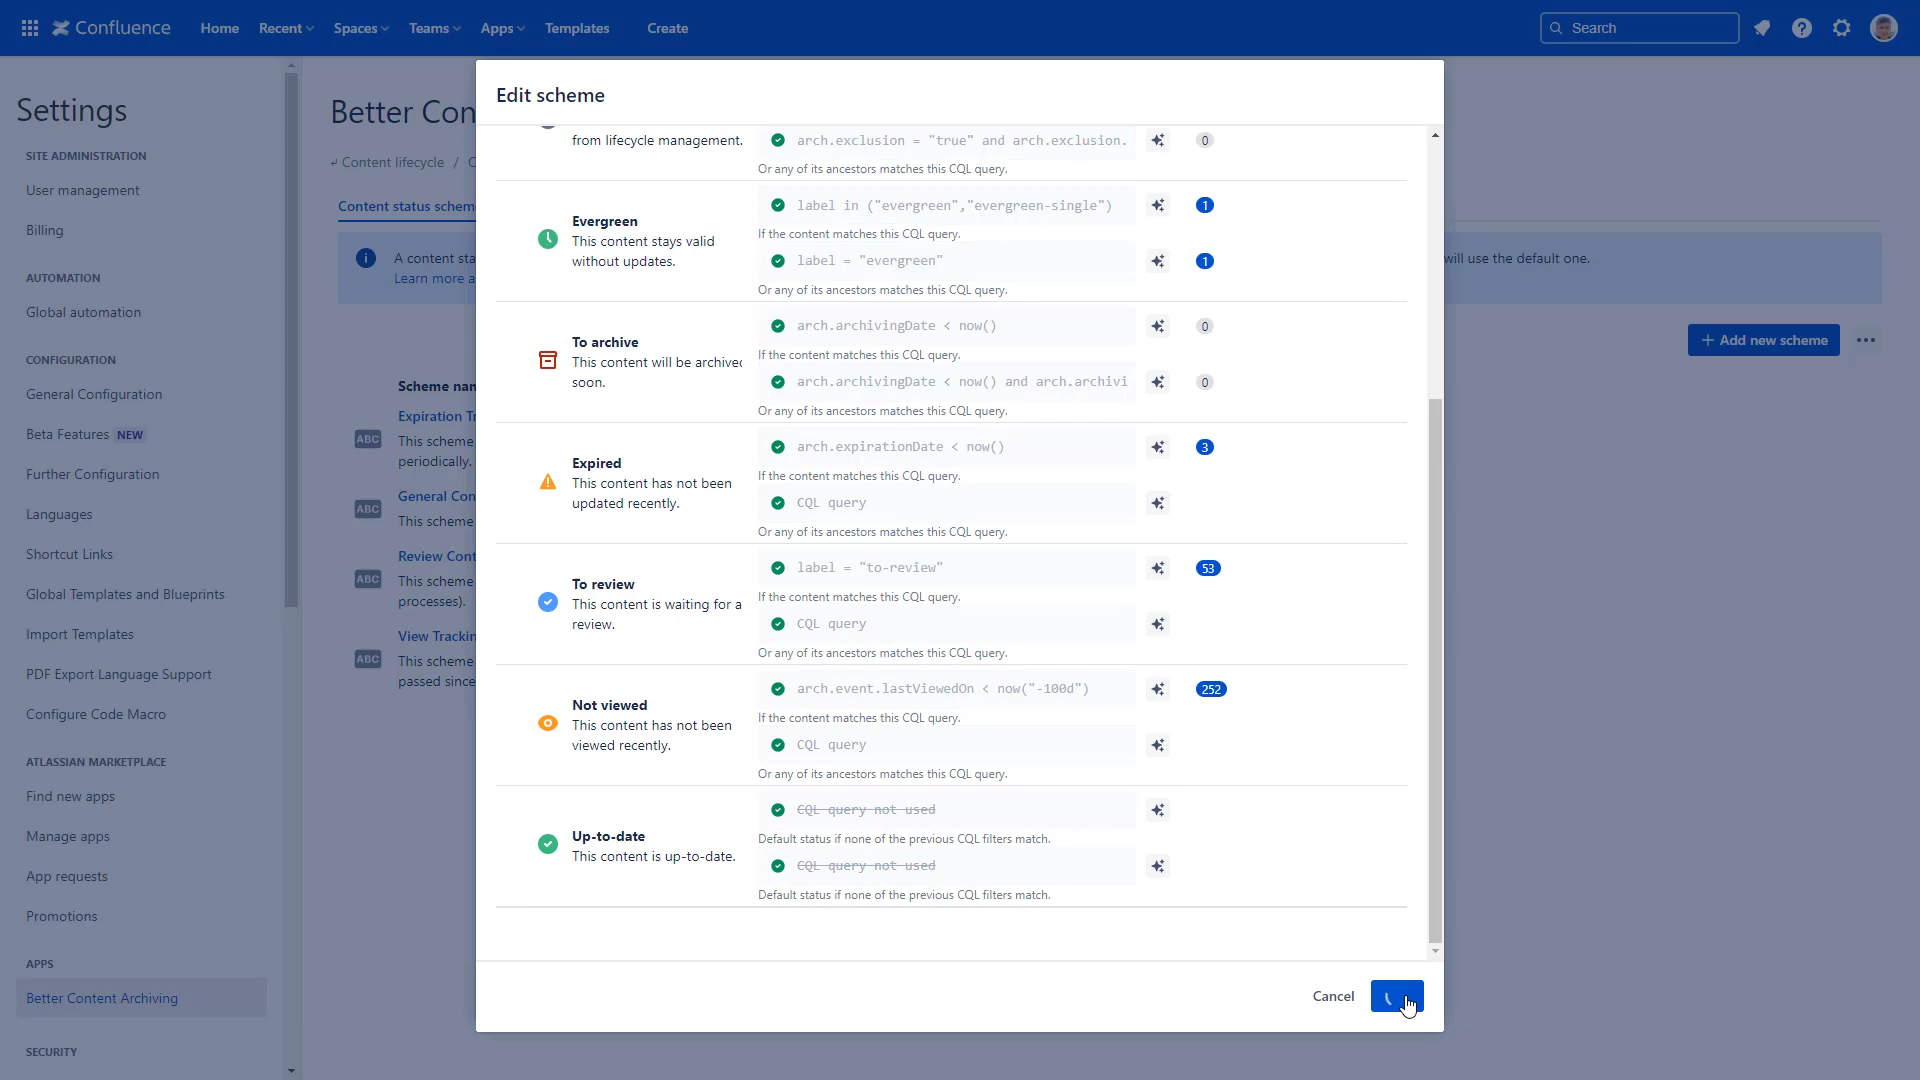 Confluence
Home
Recent
Spaces
Teams
Apps
Templates
Create
Search
Settings
SITE ADMINISTRATION
User management
Billing
AUTOMATION
Global automation
CONFIGURATION
General Configuration
Beta Features NEW
Further Configuration
Languages
Shortcut Links
Global Templates and Blueprints
Import Templates
PDF Export Language Support
Configure Code Macro
ATLASSIAN MARKETPLACE
Find new apps
Manage apps
App requests
Promotions
APPS
Better Content Archiving
SECURITY
Better Con
Content lifecycle / C
Content status schem
A content sta
will use the default one.
Learn more a
+ Add new scheme
Scheme nam
Expiration Tr
ABC
This scheme
periodically.
General Con
ABC
This scheme
Review Cont
ABC
This scheme
processes).
View Trackin
ABC
This scheme
passed since
Edit scheme
from lifecycle management.
arch.exclusion = "true" and arch.exclusion.
0
Or any of its ancestors matches this CQL query.
Evergreen
This content stays valid
without updates.
label in ("evergreen","evergreen-single")
1
If the content matches this CQL query.
label = "evergreen"
1
Or any of its ancestors matches this CQL query.
To archive
This content will be archived
soon.
arch.archivingDate < now()
0
If the content matches this CQL query.
arch.archivingDate < now() and arch.archivi
0
Or any of its ancestors matches this CQL query.
Expired
This content has not been
updated recently.
arch.expirationDate < now()
3
If the content matches this CQL query.
CQL query
Or any of its ancestors matches this CQL query.
To review
This content is waiting for a
review.
label = "to-review"
53
If the content matches this CQL query.
CQL query
Or any of its ancestors matches this CQL query.
Not viewed
This content has not been
viewed recently.
arch.event.lastViewedOn < now("-100d")
252
If the content matches this CQL query.
CQL query
Or any of its ancestors matches this CQL query.
Up-to-date
This content is up-to-date.
CQL query not used
Default status if none of the previous CQL filters match.
CQL query not used
Default status if none of the previous CQL filters match.
Cancel